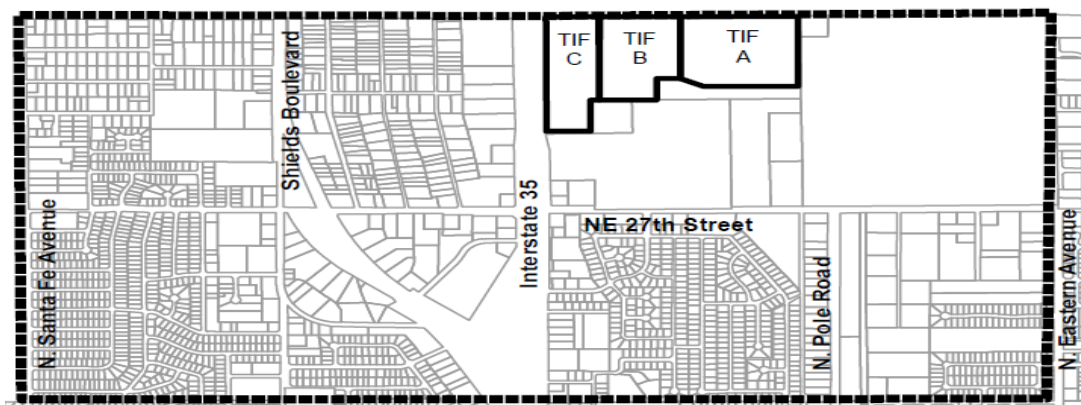 TIF
C
TIF
B
TIF
A
Shields Boulevard
Interstate 35
NE 27th Street
N. Santa Fe Avenue
N. Pole Road
N. Eastern Avenue